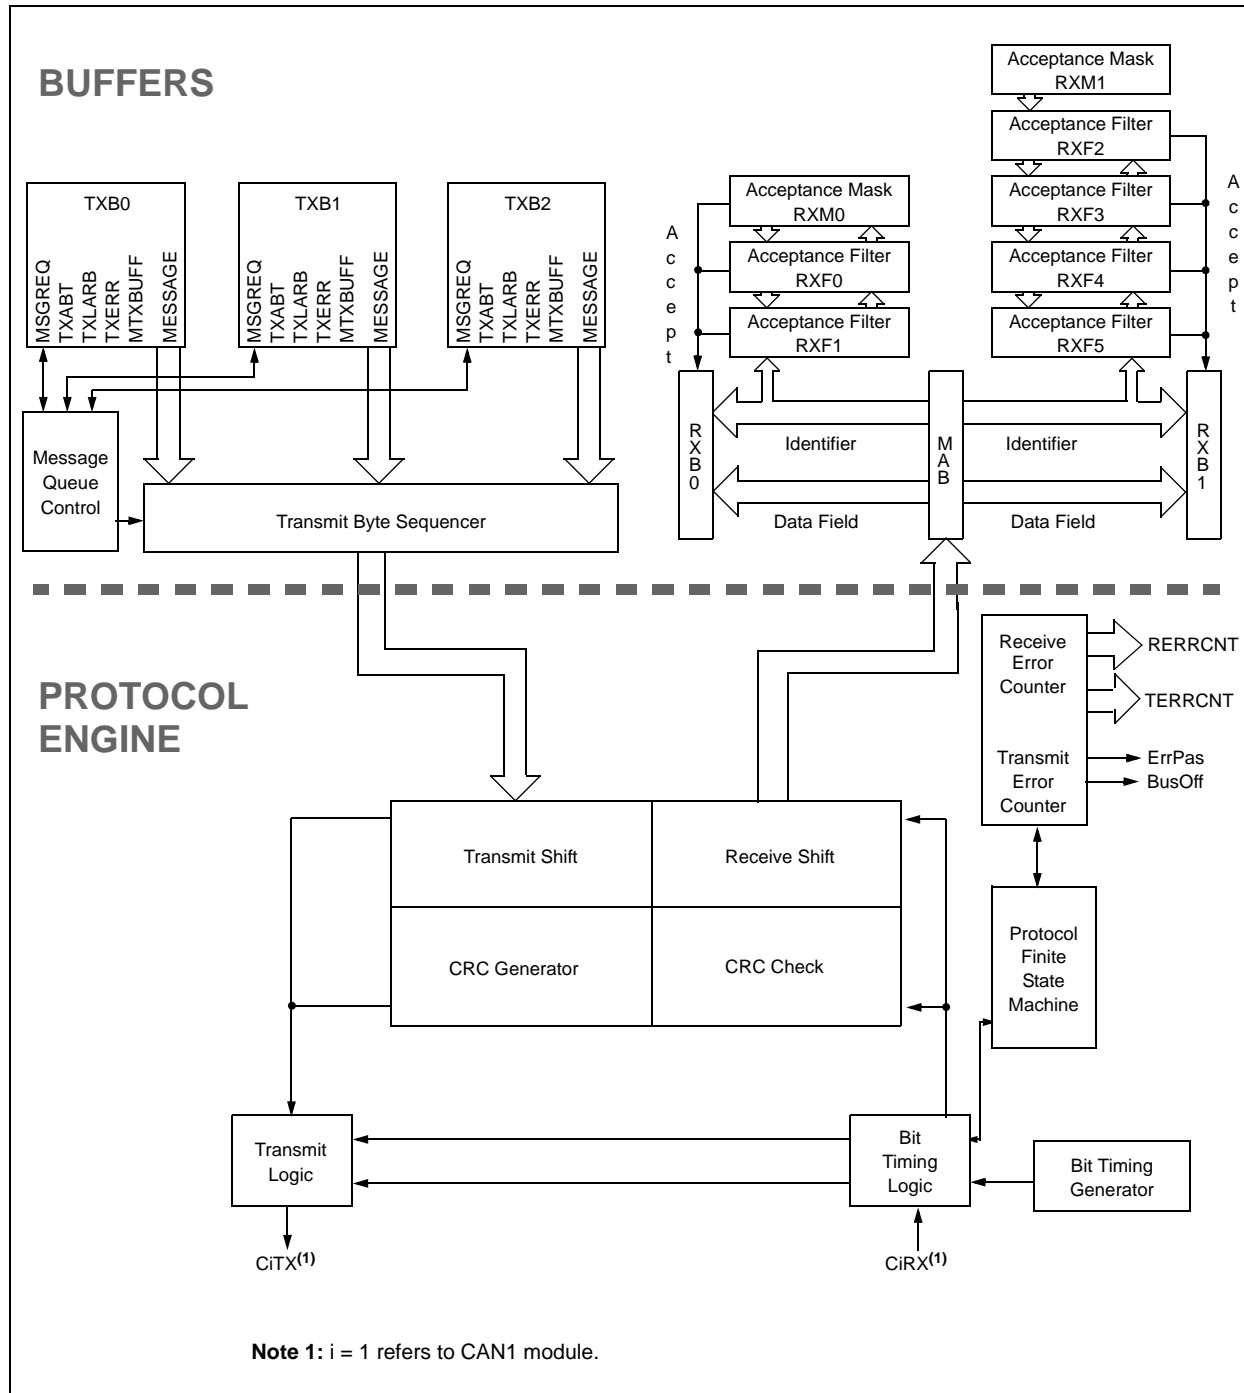 BUFFERS
Acceptance Mask
RXM1
Acceptance Filter
RXF2
Acceptance Filter
RXF3
Acceptance Filter
RXF4
Acceptance Filter
RXF5
Accept
Acceptance Mask
RXM0
Acceptance Filter
RXF0
Acceptance Filter
RXF1
Accept
TXB0
MSGREQ
TXABT
TXLARB
TXERR
MTXBUFF
MESSAGE
TXB1
MSGREQ
TXABT
TXLARB
TXERR
MTXBUFF
MESSAGE
TXB2
MSGREQ
TXABT
TXLARB
TXERR
MTXBUFF
MESSAGE
Message
Queue
Control
Transmit Byte Sequencer
RXB0
Identifier
MAB
Identifier
RXB1
Data Field
Data Field
PROTOCOL
ENGINE
Receive
Error
Counter
RERRCNT
TERRCNT
Transmit
Error
Counter
ErrPas
BusOff
Transmit Shift
Receive Shift
CRC Generator
CRC Check
Protocol
Finite
State
Machine
Transmit
Logic
Bit
Timing
Logic
Bit Timing
Generator
CiTX(1)
CiRX(1)
Note 1: i = 1 refers to CAN1 module.